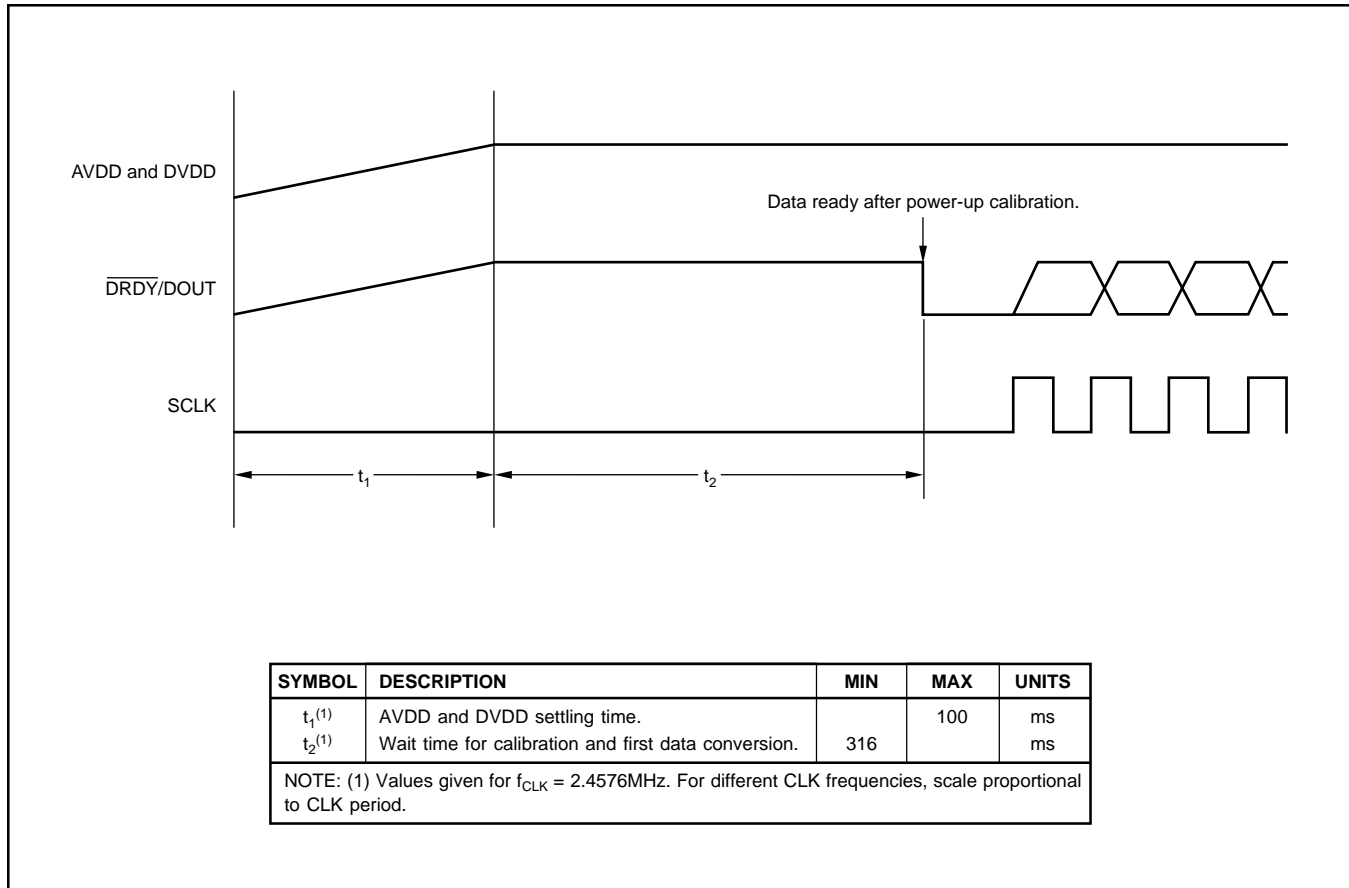 AVDD and DVDD
Data ready after power-up calibration.
DRDY/DOUT
SCLK
t1
t2
SYMBOL DESCRIPTION MIN MAX UNITS
t1(1) AVDD and DVDD settling time. 100 ms
t2(1) Wait time for calibration and first data conversion. 316 ms
NOTE: (1) Values given for fCLK = 2.4576MHz. For different CLK frequencies, scale proportional
to CLK period.